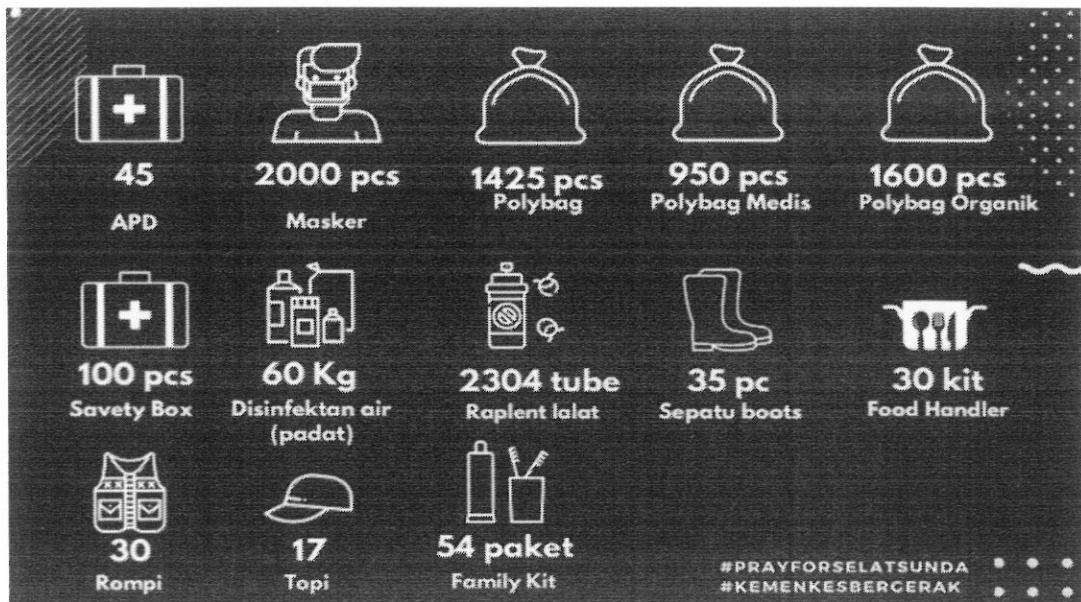 45
APD
2000 pcs
Masker
1425 pcs
Polybag
950 pcs
Polybag Medis
1600 pcs
Polybag Organik
100 pcs
Savety Box
60 Kg
Disinfektan air
(padat)
2304 tube
Raplent lalat
35 pc
Sepatu boots
30 kit
Food Handler
30
Rompi
17
Topi
54 paket
Family Kit
#PRAYFORSELATSUNDA
#KEMENKESBERGERAK